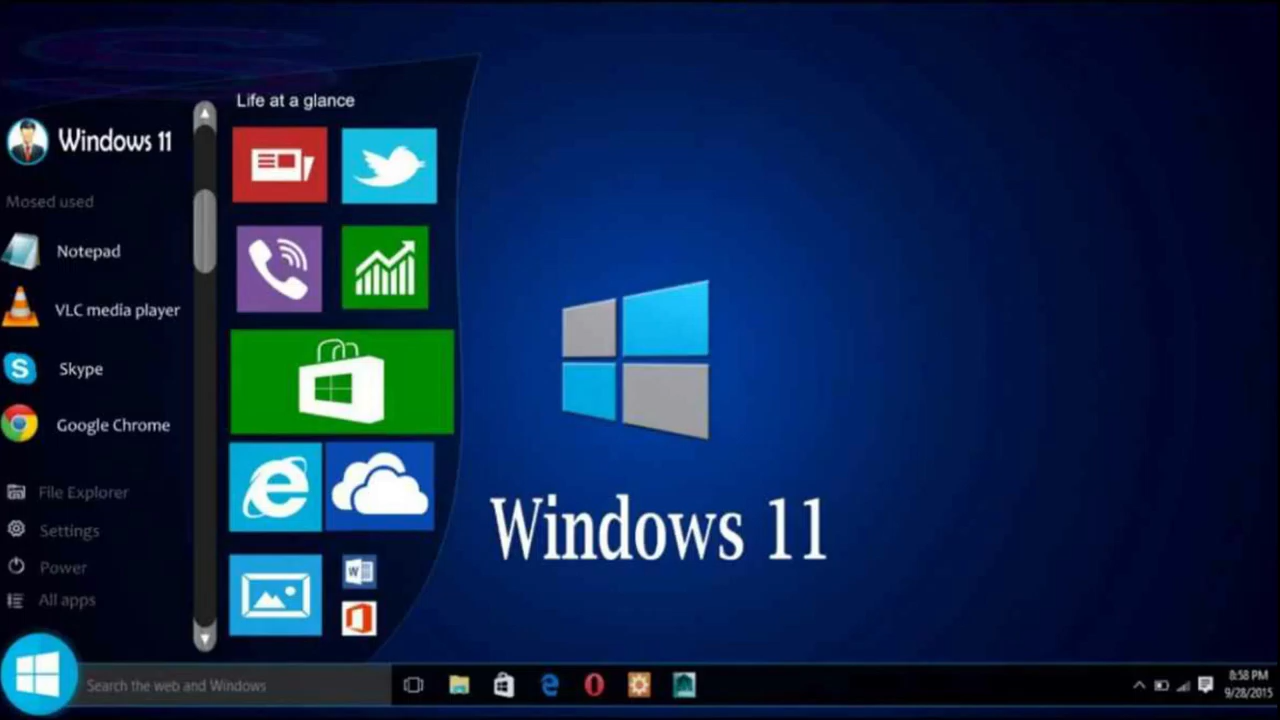 Life at a glance
Windows 11
Mosed used
Notepad
VLC media player
Skype
Google Chrome
File Explorer
Settings
Power
All apps
Windows 11
Search the web and Windows
8:58 PM
9/28/2015